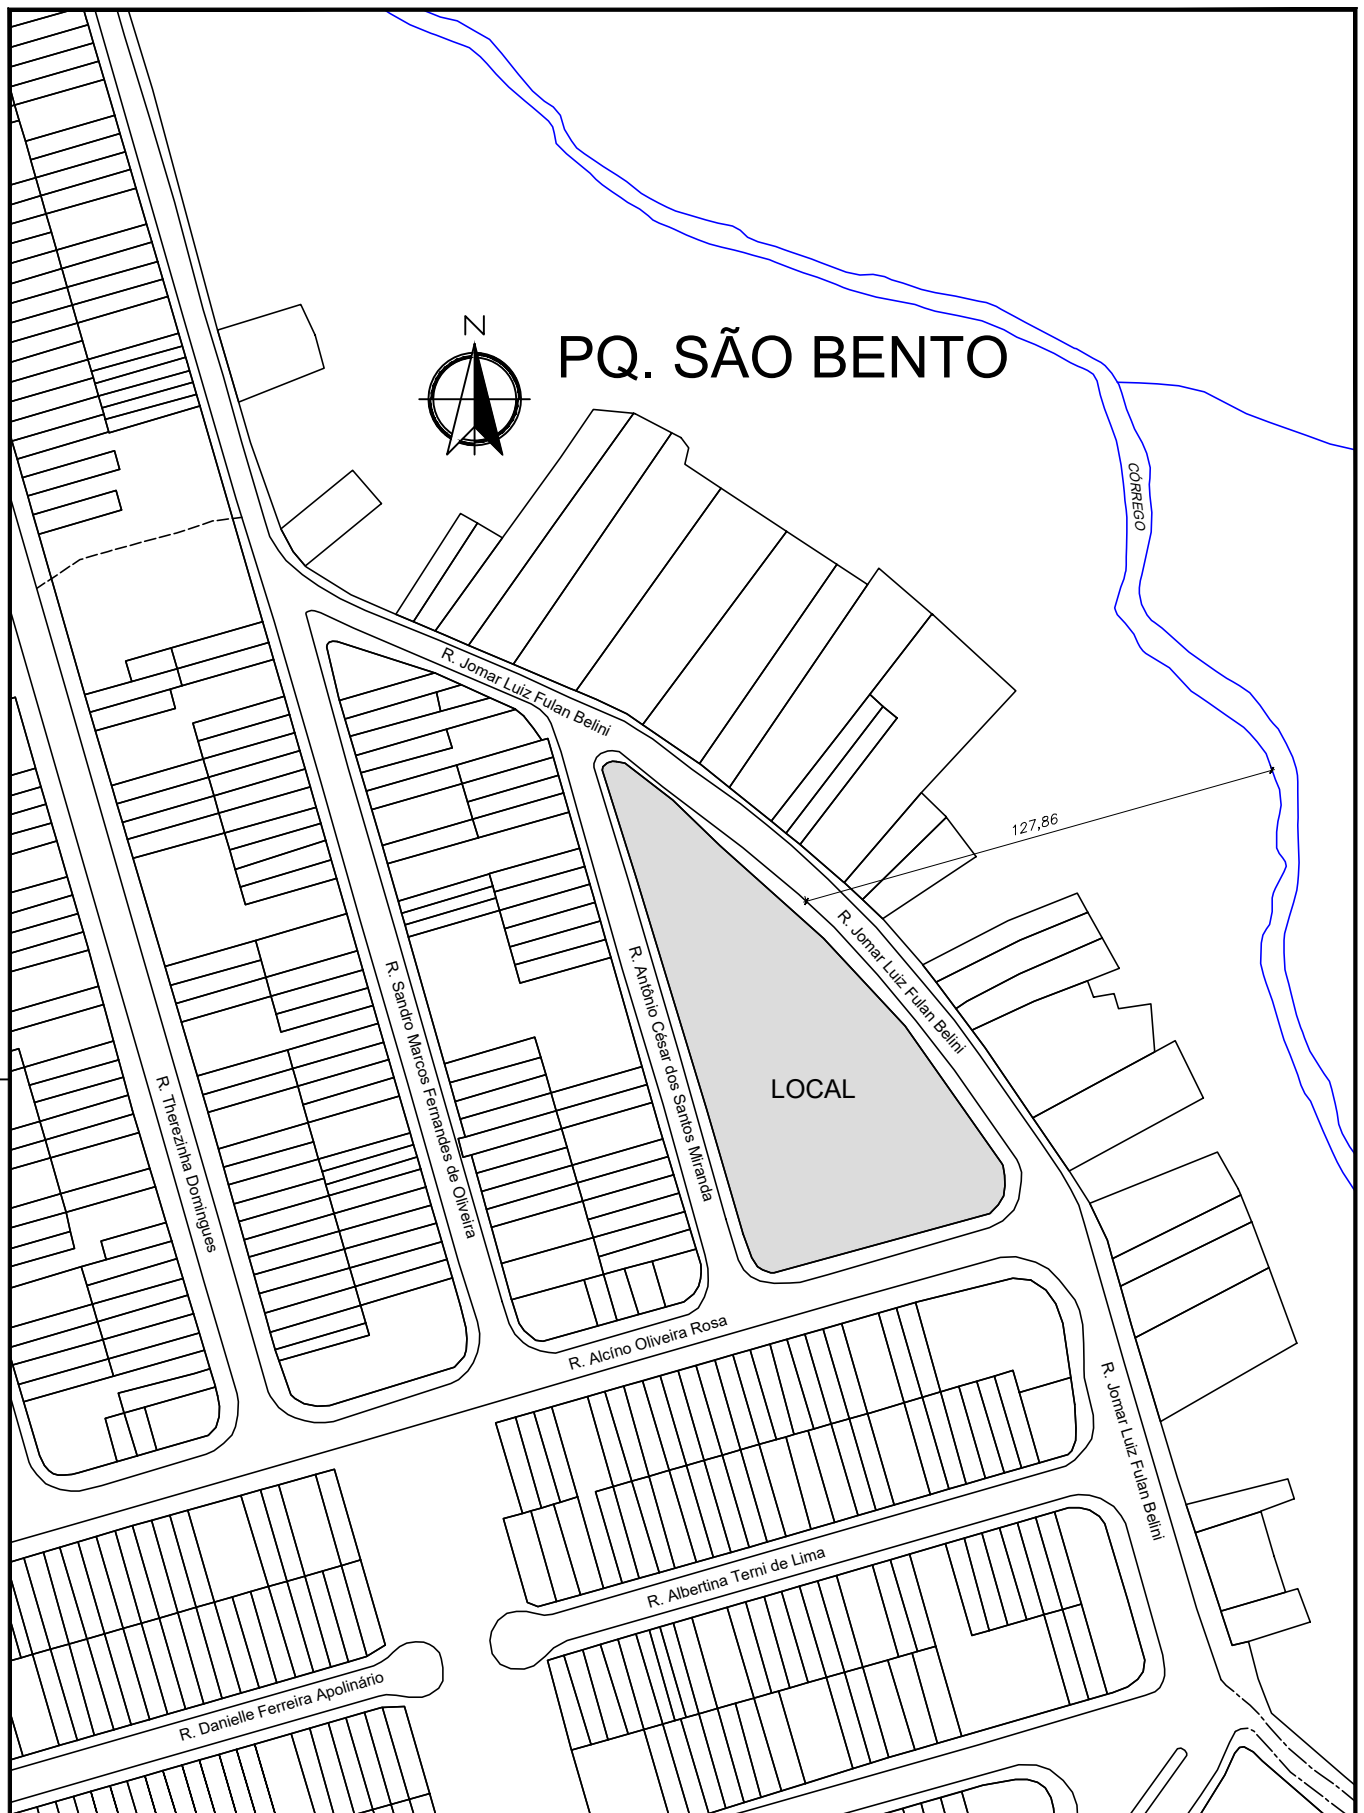 N
PQ. SÃO BENTO
CÓRREGO
R. Jomar Luiz Fulan Belini
127,86
R. Jomar Luiz Fulan Belini
R. Antônio César dos Santos Miranda
R. Sandro Marcos Fernandes de Oliveira
R. Therezinha Domingues
LOCAL
R. Alcíno Oliveira Rosa
R. Jomar Luiz Fulan Belini
R. Albertina Terni de Lima
R. Danielle Ferreira Apolinário